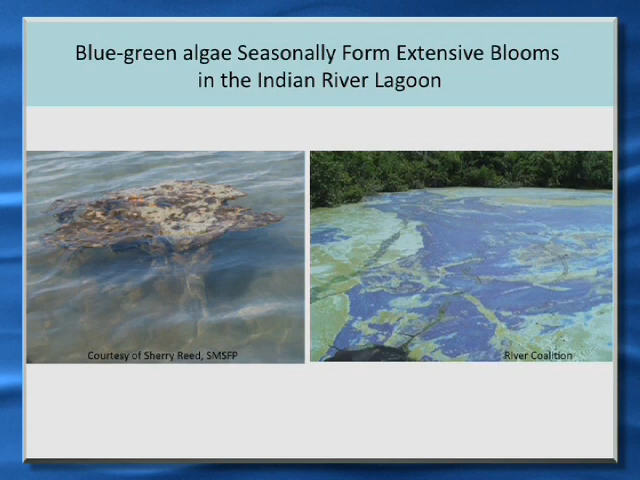 Blue-green algae Seasonally Form Extensive Blooms
in the Indian River Lagoon
Courtesy of Sherry Reed, SMSFP
River Coalition